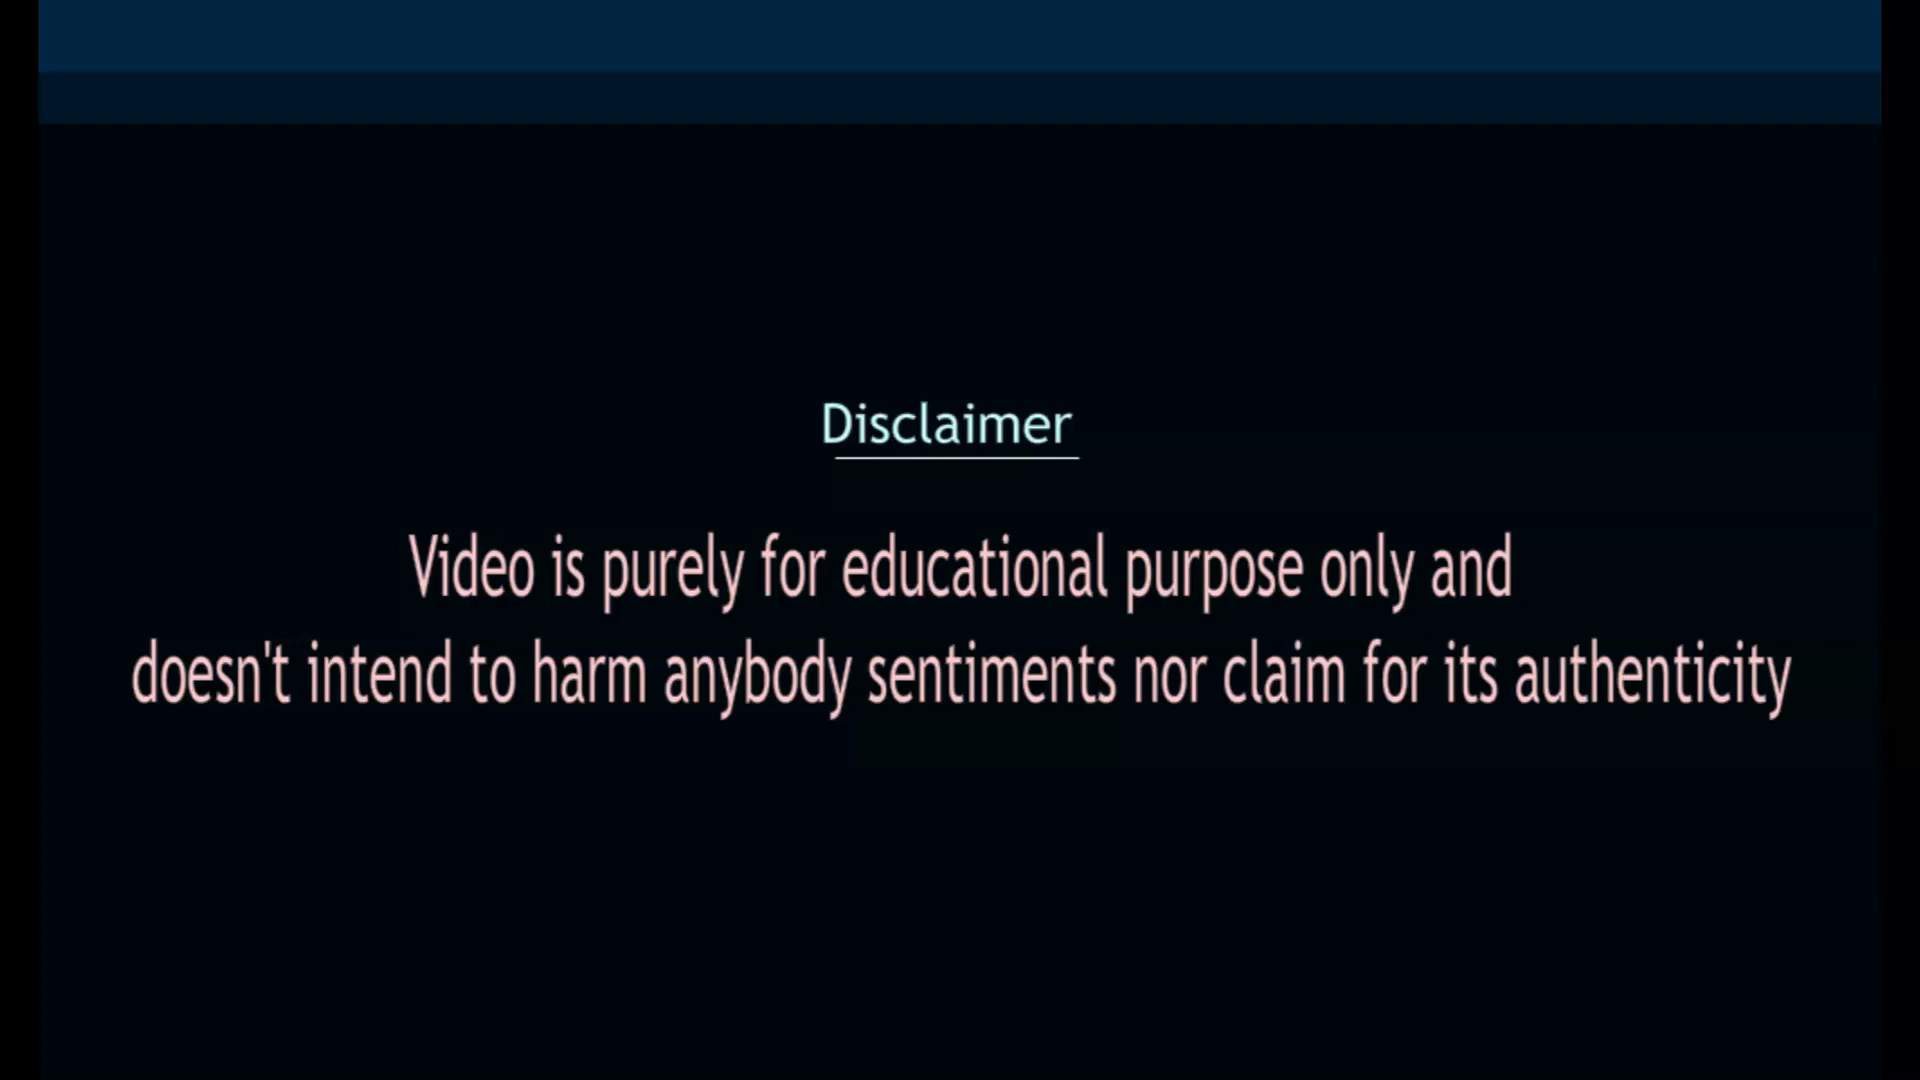 Disclaimer
Video is purely for educational purpose only and
doesn't intend to harm anybody sentiments nor claim for its authenticity